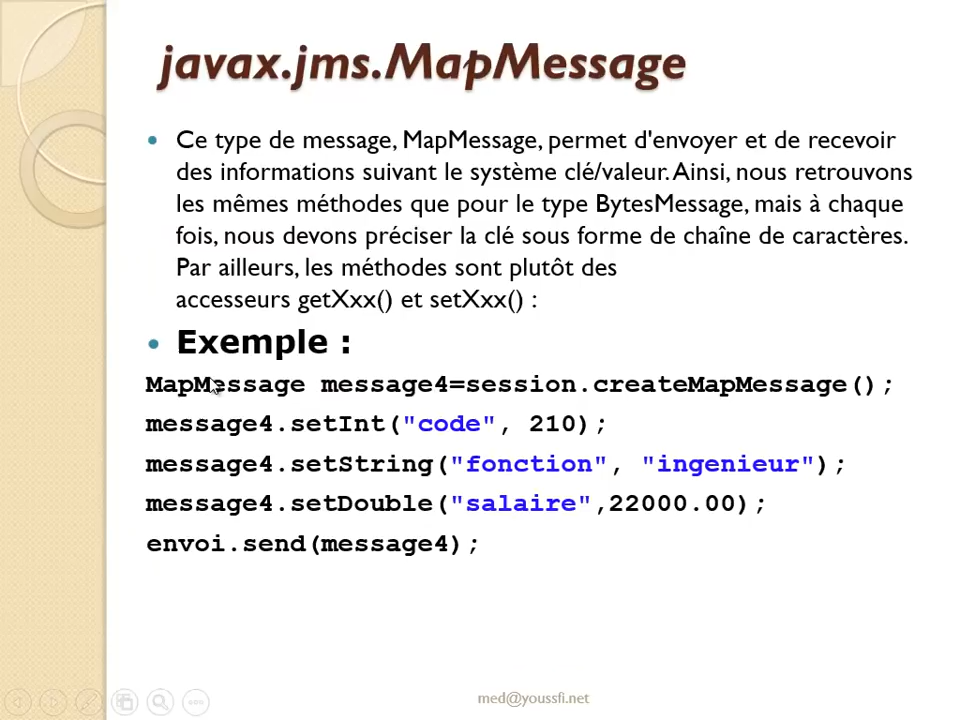 javax.jms.MapMessage
• Ce type de message, MapMessage, permet d'envoyer et de recevoir
des informations suivant le système clé/valeur. Ainsi, nous retrouvons
les mêmes méthodes que pour le type BytesMessage, mais à chaque
fois, nous devons préciser la clé sous forme de chaîne de caractères.
Par ailleurs, les méthodes sont plutôt des
accesseurs getXxx() et setXxx() :
• Exemple :
MapMessage message4=session.createMapMessage();
message4.setInt("code", 210);
message4.setString("fonction", "ingenieur");
message4.setDouble("salaire",22000.00);
envoi.send(message4);
med@youssfi.net